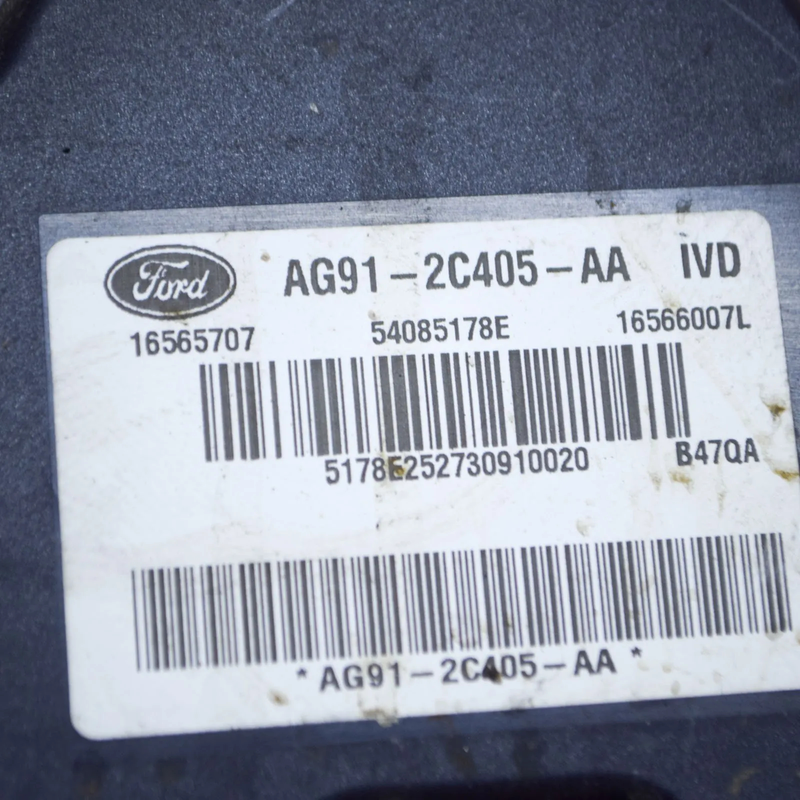 Ford AG91-2C405-AA IVD
16565707 54085178E 16566007L
5178E252730910020 B47QA
*AG91-2C405-AA*